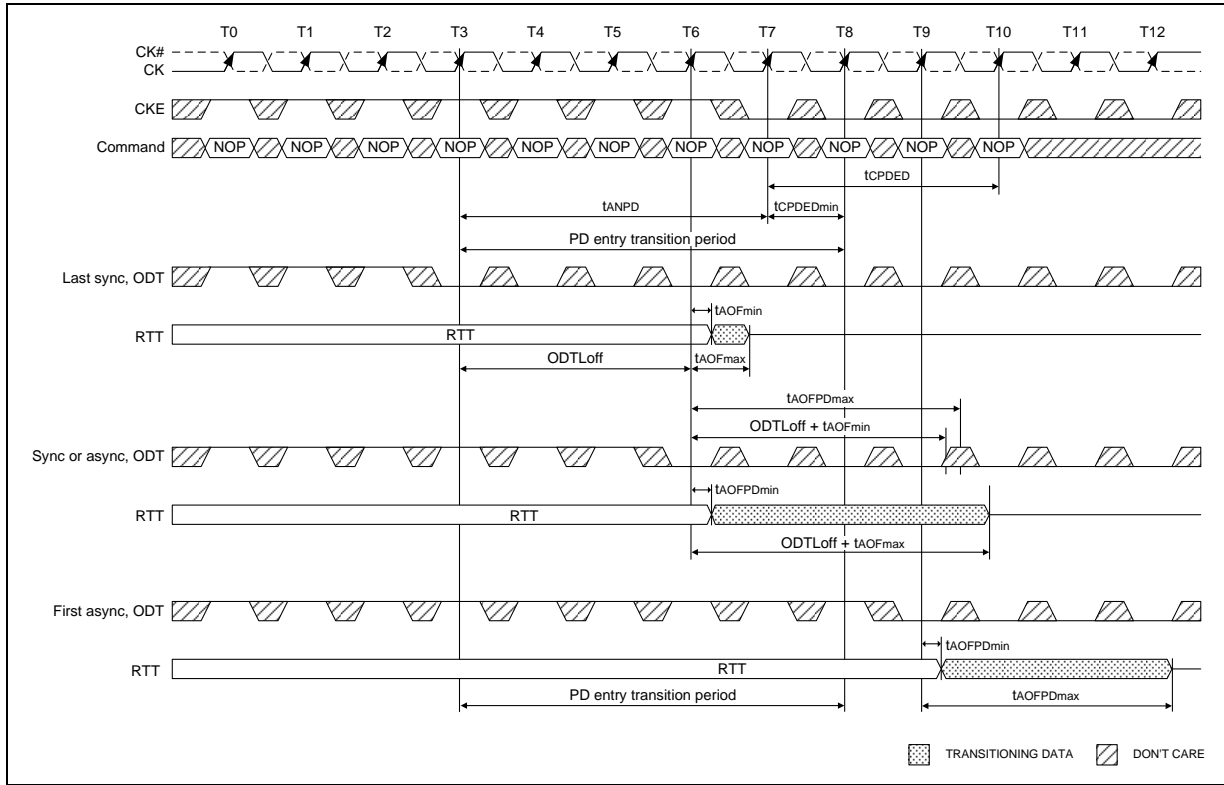 T0 T1 T2 T3 T4 T5 T6 T7 T8 T9 T10 T11 T12
CK#
CK
CKE
Command NOP NOP NOP NOP NOP NOP NOP NOP NOP NOP NOP
tCPDED
tANPD tCPDEDmin
PD entry transition period
Last sync, ODT
tAOFmin
RTT RTT
ODTLoff tAOFmax
tAOFPDmax
ODTLoff + tAOFmin
Sync or async, ODT
tAOFPDmin
RTT RTT
ODTLoff + tAOFmax
First async, ODT
tAOFPDmin
RTT RTT
PD entry transition period tAOFPDmax
TRANSITIONING DATA DON'T CARE